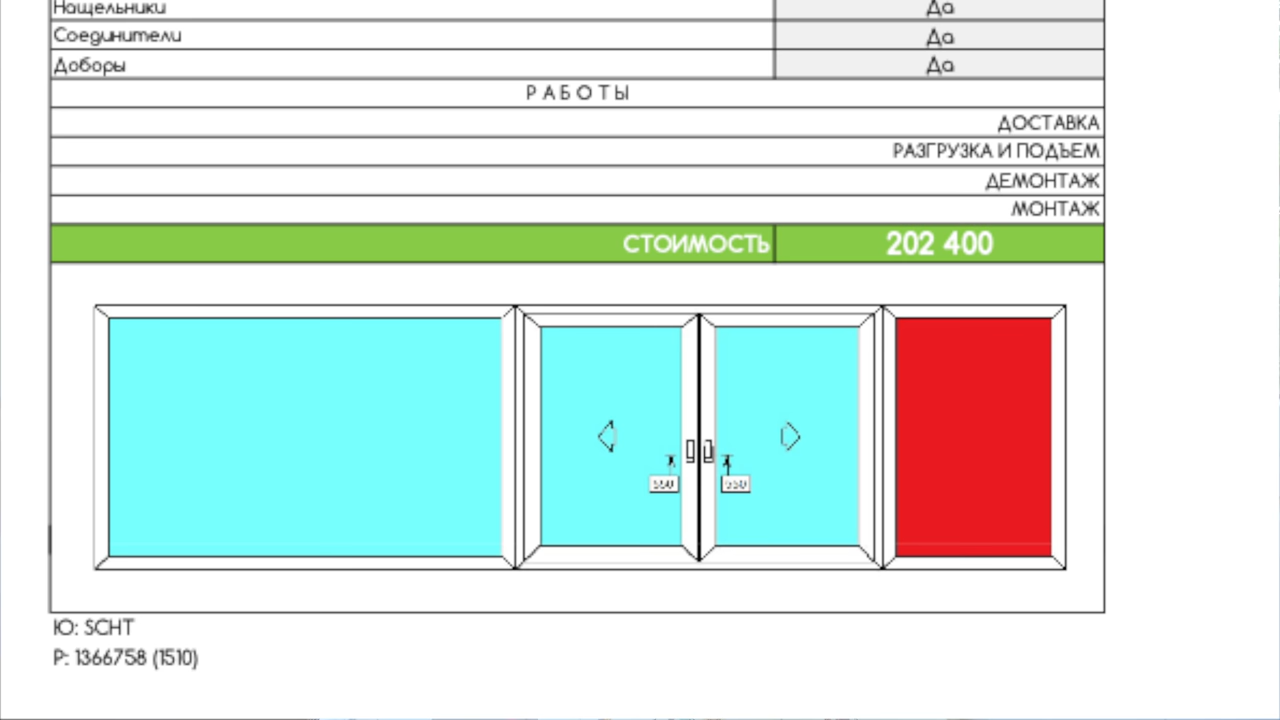 Нащельники Да
Соединители Да
Доборы Да
РАБОТЫ
ДОСТАВКА
РАЗГРУЗКА И ПОДЪЕМ
ДЕМОНТАЖ
МОНТАЖ
СТОИМОСТЬ 202 400
Ю: SCHT
Р: 1366758 (1510)